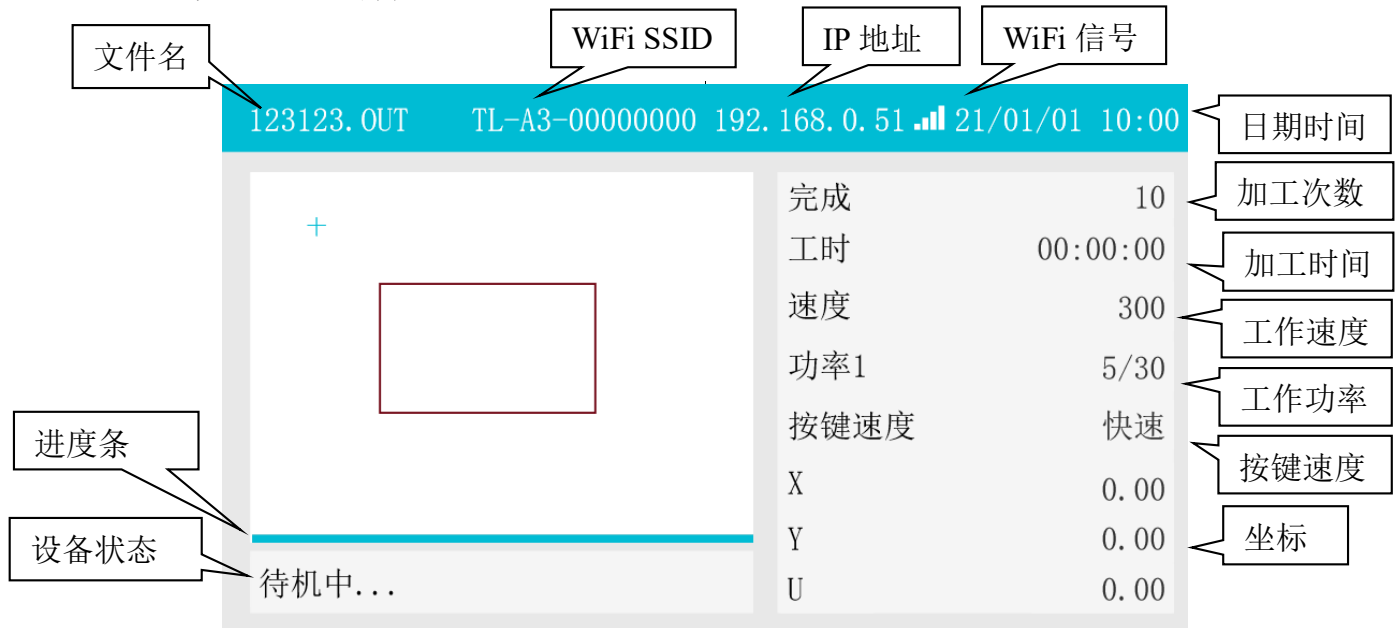 文件名
WiFi SSID
IP 地址
WiFi 信号
123123.OUT TL-A3-00000000 192.168.0.51 21/01/01 10:00
日期时间
完成 10
加工次数
工时 00:00:00
加工时间
速度 300
工作速度
功率1 5/30
工作功率
按键速度 快速
按键速度
进度条
X 0.00
Y 0.00
坐标
设备状态
待机中...
U 0.00